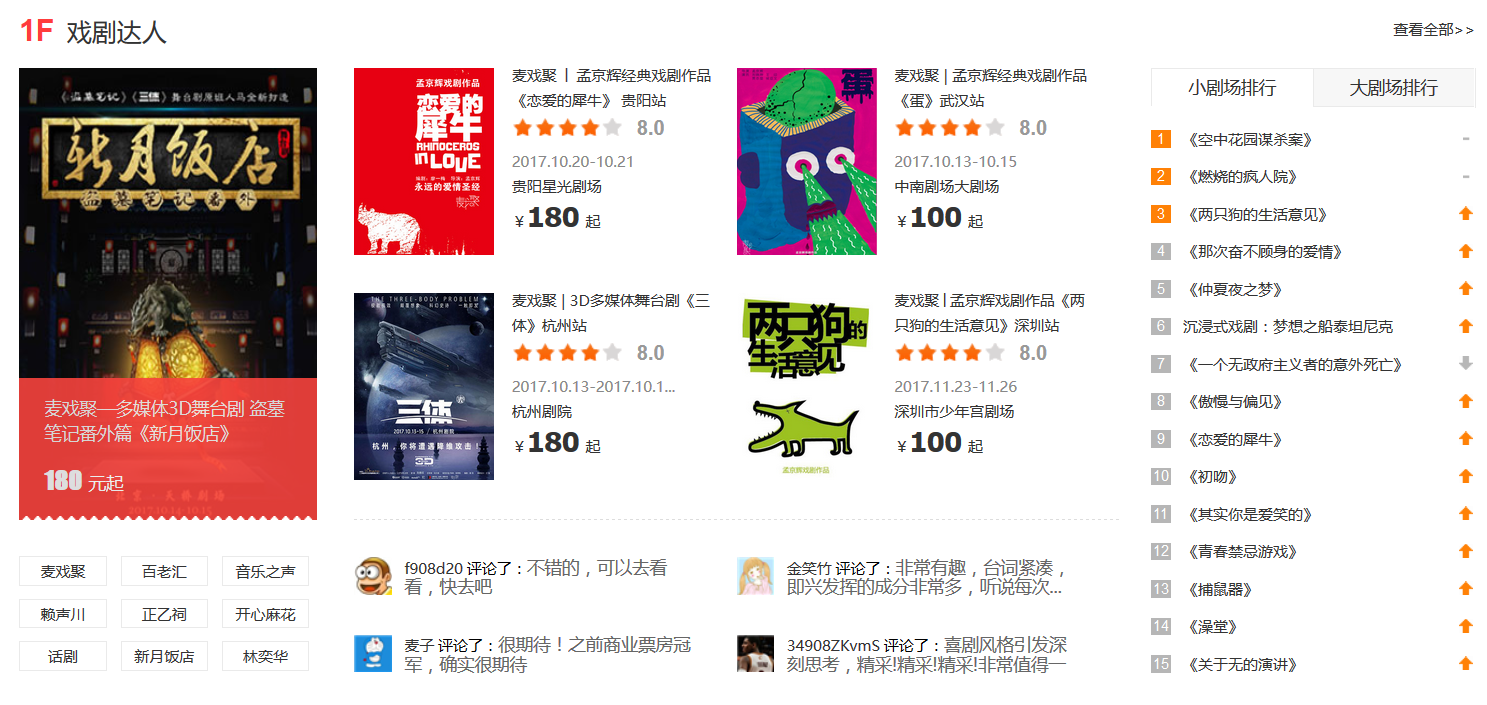 1F 戏剧达人
查看全部>>
《盗墓笔记》《三体》舞台剧原班人马全新打造
新月饭店
盗墓笔记番外
麦戏聚—多媒体3D舞台剧 盗墓
笔记番外篇《新月饭店》
180 元起
麦戏聚
百老汇
音乐之声
赖声川
正乙祠
开心麻花
话剧
新月饭店
林奕华
孟京辉戏剧作品
恋爱的
犀牛
RHINOCEROS
IN LOVE
永远的爱情圣经
麦戏聚 丨 孟京辉经典戏剧作品
《恋爱的犀牛》 贵阳站
8.0
2017.10.20-10.21
贵阳星光剧场
¥ 180 起
蛋
麦戏聚 | 孟京辉经典戏剧作品
《蛋》武汉站
8.0
2017.10.13-10.15
中南剧场大剧场
¥ 100 起
THE THREE-BODY PROBLEM
三体
2017.10.13-15 / 杭州剧院
杭州，你将遭遇降维攻击！
3D
麦戏聚 | 3D多媒体舞台剧《三
体》杭州站
8.0
2017.10.13-2017.10.1...
杭州剧院
¥ 180 起
两只狗的
生活意见
孟京辉戏剧作品
麦戏聚 l 孟京辉戏剧作品《两
只狗的生活意见》深圳站
8.0
2017.11.23-11.26
深圳市少年宫剧场
¥ 100 起
f908d20 评论了：不错的，可以去看
看，快去吧
金笑竹 评论了：非常有趣，台词紧凑，
即兴发挥的成分非常多，听说每次...
麦子 评论了：很期待！之前商业票房冠
军，确实很期待
34908ZKvmS 评论了：喜剧风格引发深
刻思考，精采!精采!精采!非常值得一
小剧场排行
大剧场排行
1 《空中花园谋杀案》 -
2 《燃烧的疯人院》 -
3 《两只狗的生活意见》
4 《那次奋不顾身的爱情》
5 《仲夏夜之梦》
6 沉浸式戏剧：梦想之船泰坦尼克
7 《一个无政府主义者的意外死亡》
8 《傲慢与偏见》
9 《恋爱的犀牛》
10 《初吻》
11 《其实你是爱笑的》
12 《青春禁忌游戏》
13 《捕鼠器》
14 《澡堂》
15 《关于无的演讲》